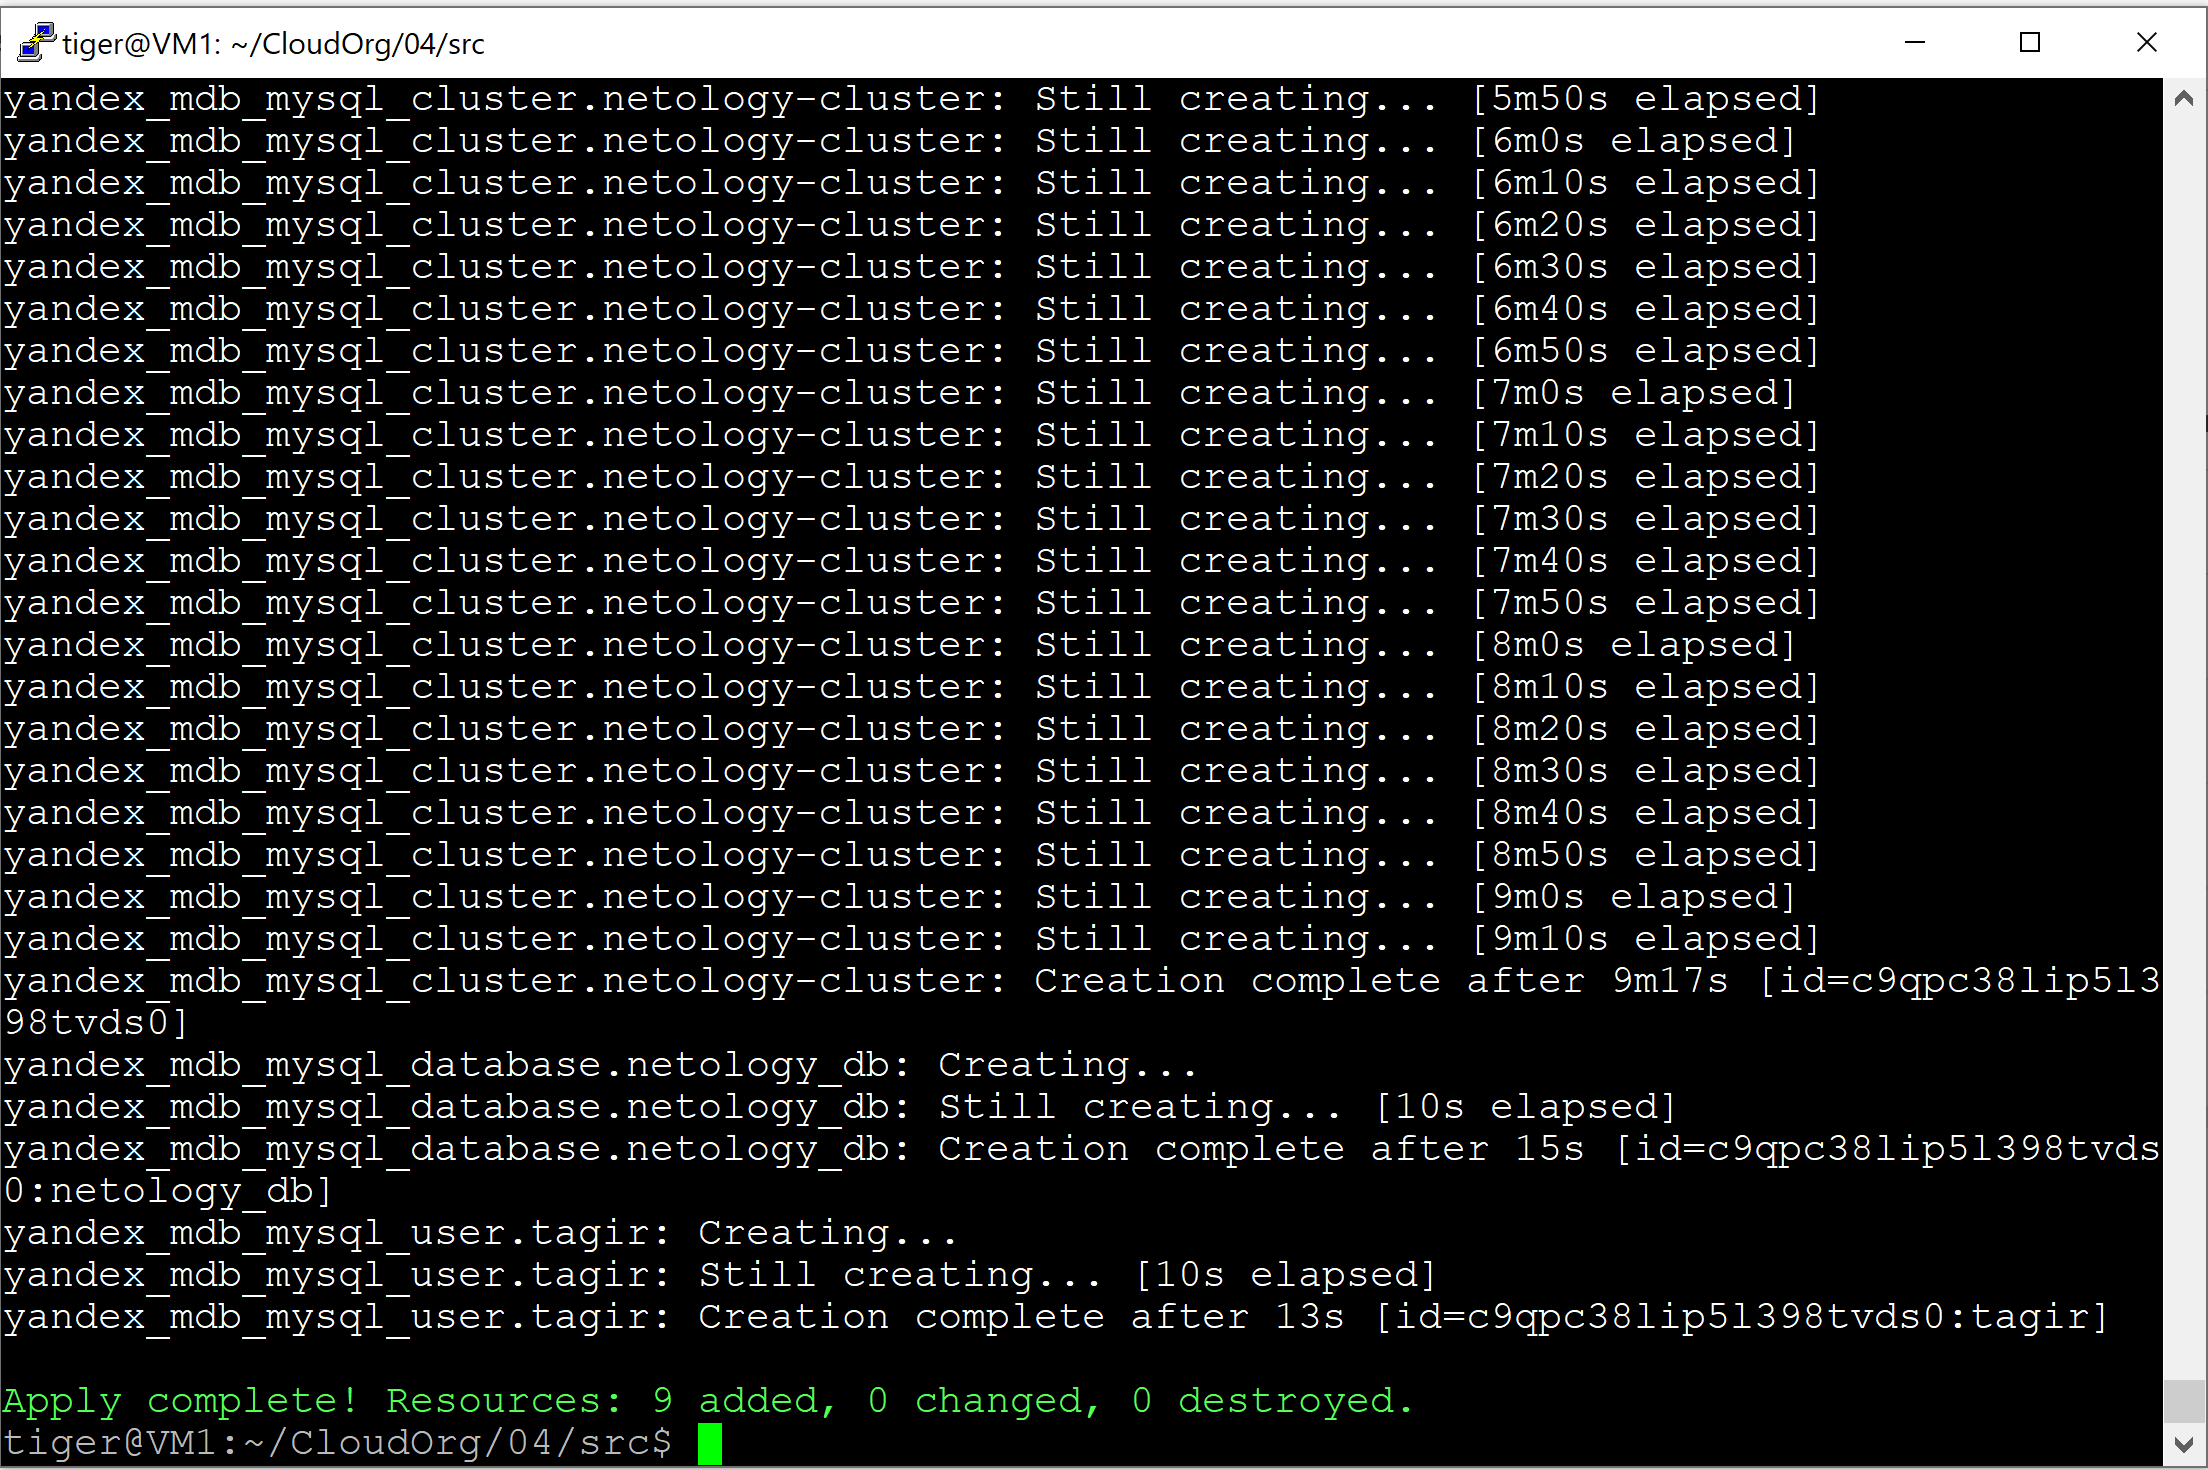 tiger@VM1: ~/CloudOrg/04/src
yandex_mdb_mysql_cluster.netology-cluster: Still creating... [5m50s elapsed]
yandex_mdb_mysql_cluster.netology-cluster: Still creating... [6m0s elapsed]
yandex_mdb_mysql_cluster.netology-cluster: Still creating... [6m10s elapsed]
yandex_mdb_mysql_cluster.netology-cluster: Still creating... [6m20s elapsed]
yandex_mdb_mysql_cluster.netology-cluster: Still creating... [6m30s elapsed]
yandex_mdb_mysql_cluster.netology-cluster: Still creating... [6m40s elapsed]
yandex_mdb_mysql_cluster.netology-cluster: Still creating... [6m50s elapsed]
yandex_mdb_mysql_cluster.netology-cluster: Still creating... [7m0s elapsed]
yandex_mdb_mysql_cluster.netology-cluster: Still creating... [7m10s elapsed]
yandex_mdb_mysql_cluster.netology-cluster: Still creating... [7m20s elapsed]
yandex_mdb_mysql_cluster.netology-cluster: Still creating... [7m30s elapsed]
yandex_mdb_mysql_cluster.netology-cluster: Still creating... [7m40s elapsed]
yandex_mdb_mysql_cluster.netology-cluster: Still creating... [7m50s elapsed]
yandex_mdb_mysql_cluster.netology-cluster: Still creating... [8m0s elapsed]
yandex_mdb_mysql_cluster.netology-cluster: Still creating... [8m10s elapsed]
yandex_mdb_mysql_cluster.netology-cluster: Still creating... [8m20s elapsed]
yandex_mdb_mysql_cluster.netology-cluster: Still creating... [8m30s elapsed]
yandex_mdb_mysql_cluster.netology-cluster: Still creating... [8m40s elapsed]
yandex_mdb_mysql_cluster.netology-cluster: Still creating... [8m50s elapsed]
yandex_mdb_mysql_cluster.netology-cluster: Still creating... [9m0s elapsed]
yandex_mdb_mysql_cluster.netology-cluster: Still creating... [9m10s elapsed]
yandex_mdb_mysql_cluster.netology-cluster: Creation complete after 9m17s [id=c9qpc38lip5l3
98tvds0]
yandex_mdb_mysql_database.netology_db: Creating...
yandex_mdb_mysql_database.netology_db: Still creating... [10s elapsed]
yandex_mdb_mysql_database.netology_db: Creation complete after 15s [id=c9qpc38lip5l398tvds
0:netology_db]
yandex_mdb_mysql_user.tagir: Creating...
yandex_mdb_mysql_user.tagir: Still creating... [10s elapsed]
yandex_mdb_mysql_user.tagir: Creation complete after 13s [id=c9qpc38lip5l398tvds0:tagir]
Apply complete! Resources: 9 added, 0 changed, 0 destroyed.
tiger@VM1:~/CloudOrg/04/src$